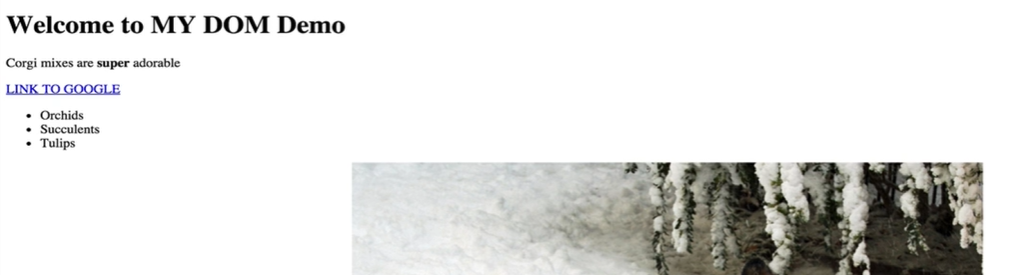 Welcome to MY DOM Demo
Corgi mixes are super adorable
LINK TO GOOGLE
Orchids
Succulents
Tulips